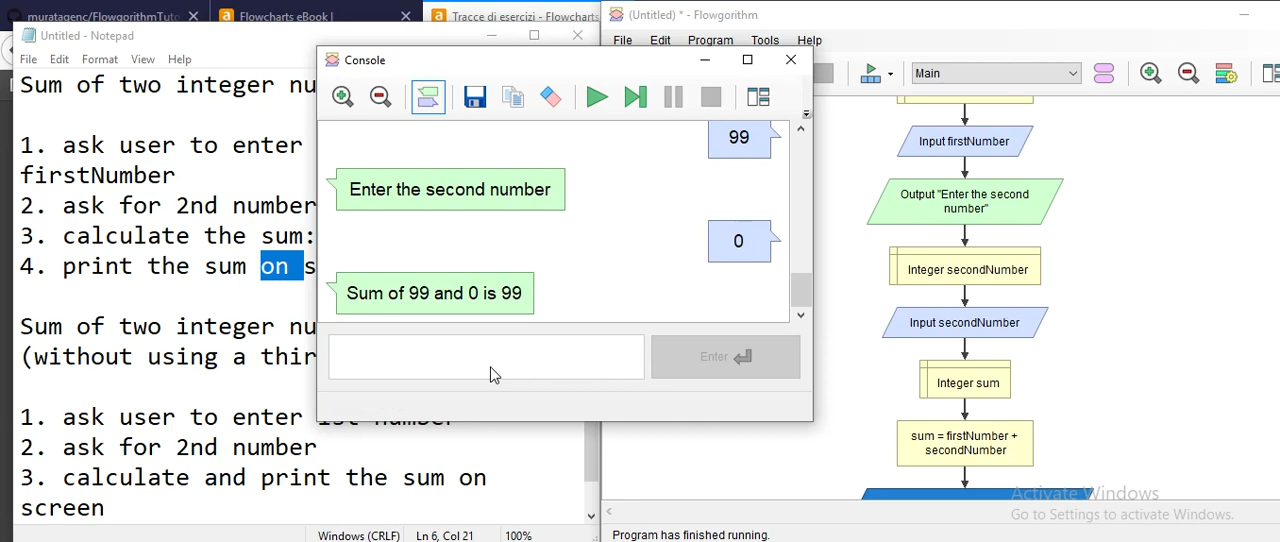 muratagenc/FlowgorithmTuto
Flowcharts eBook |
Tracce di esercizi - Flowcharts
(Untitled) * - Flowgorithm
Untitled - Notepad
File Edit Format View Help
Console
File Edit Program Tools Help
Main
Sum of two integer nu
1. ask user to enter
firstNumber
2. ask for 2nd number
3. calculate the sum:
4. print the sum on s
Sum of two integer nu
(without using a thir
1. ask user to enter 1st number
2. ask for 2nd number
3. calculate and print the sum on
screen
Windows (CRLF) Ln 6, Col 21 100%
99
Enter the second number
0
Sum of 99 and 0 is 99
Enter
Input firstNumber
Output "Enter the second
number"
Integer secondNumber
Input secondNumber
Integer sum
sum = firstNumber +
secondNumber
Activate Windows
Go to Settings to activate Windows.
Program has finished running.